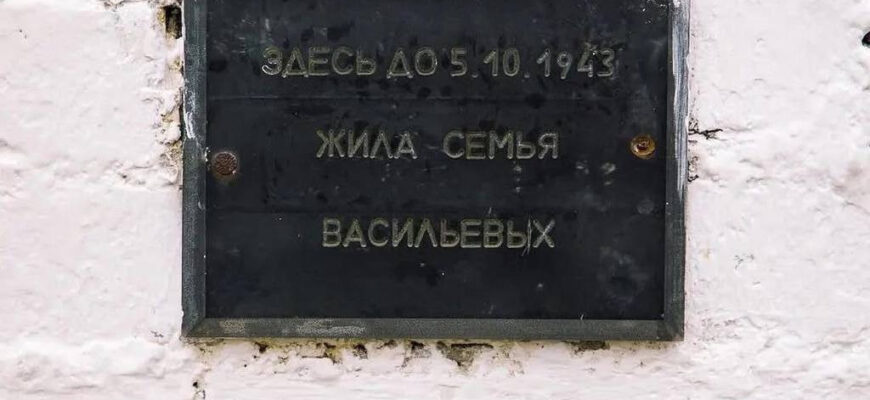 ЗДЕСЬ ДО 5.10.1943
ЖИЛА СЕМЬЯ
ВАСИЛЬЕВЫХ